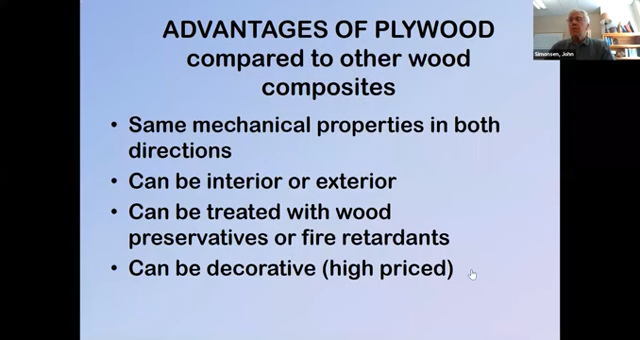 ADVANTAGES OF PLYWOOD
compared to other wood
composites
• Same mechanical properties in both
directions
• Can be interior or exterior
• Can be treated with wood
preservatives or fire retardants
• Can be decorative (high priced)
Simonsen, John